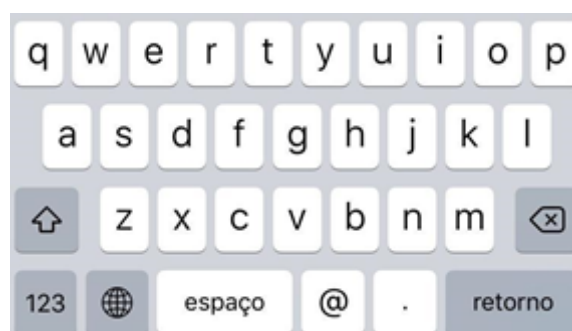 q w e r t y u i o p
a s d f g h j k l
z x c v b n m
123 espaço @ . retorno